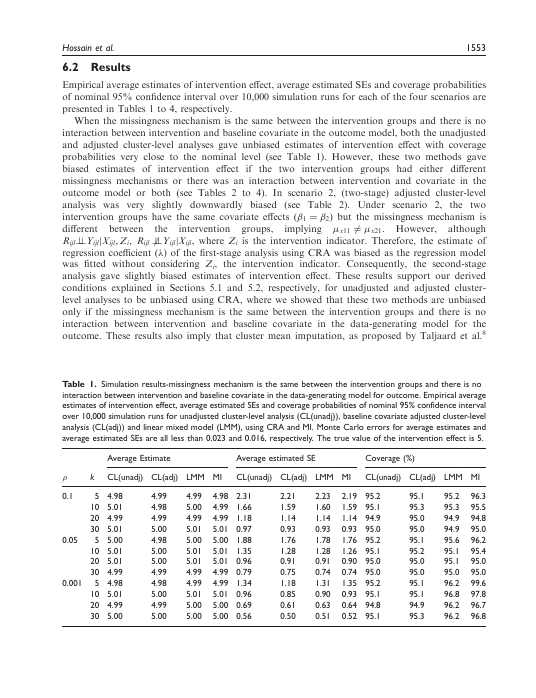 Hossain et al. 1553
6.2 Results
Empirical average estimates of intervention effect, average estimated SEs and coverage probabilities
of nominal 95% confidence interval over 10,000 simulation runs for each of the four scenarios are
presented in Tables 1 to 4, respectively.
When the missingness mechanism is the same between the intervention groups and there is no
interaction between intervention and baseline covariate in the outcome model, both the unadjusted
and adjusted cluster-level analyses gave unbiased estimates of intervention effect with coverage
probabilities very close to the nominal level (see Table 1). However, these two methods gave
biased estimates of intervention effect if the two intervention groups had either different
missingness mechanisms or there was an interaction between intervention and covariate in the
outcome model or both (see Tables 2 to 4). In scenario 2, (two-stage) adjusted cluster-level
analysis was very slightly downwardly biased (see Table 2). Under scenario 2, the two
intervention groups have the same covariate effects (β1 = β2) but the missingness mechanism is
different between the intervention groups, implying μx11 ≠ μx21. However, although
Rijl ⫫ Yijl|Xijl, Zi, Rijl ⫫̸ Yijl|Xijl, where Zi is the intervention indicator. Therefore, the estimate of
regression coefficient (λ) of the first-stage analysis using CRA was biased as the regression model
was fitted without considering Zi, the intervention indicator. Consequently, the second-stage
analysis gave slightly biased estimates of intervention effect. These results support our derived
conditions explained in Sections 5.1 and 5.2, respectively, for unadjusted and adjusted cluster-
level analyses to be unbiased using CRA, where we showed that these two methods are unbiased
only if the missingness mechanism is the same between the intervention groups and there is no
interaction between intervention and baseline covariate in the data-generating model for the
outcome. These results also imply that cluster mean imputation, as proposed by Taljaard et al.8
Table 1. Simulation results-missingness mechanism is the same between the intervention groups and there is no
interaction between intervention and baseline covariate in the data-generating model for outcome. Empirical average
estimates of intervention effect, average estimated SEs and coverage probabilities of nominal 95% confidence interval
over 10,000 simulation runs for unadjusted cluster-level analysis (CL(unadj)), baseline covariate adjusted cluster-level
analysis (CL(adj)) and linear mixed model (LMM), using CRA and MI. Monte Carlo errors for average estimates and
average estimated SEs are all less than 0.023 and 0.016, respectively. The true value of the intervention effect is 5.
Average Estimate Average estimated SE Coverage (%)
ρ k CL(unadj) CL(adj) LMM MI CL(unadj) CL(adj) LMM MI CL(unadj) CL(adj) LMM MI
0.1 5 4.98 4.99 4.99 4.98 2.31 2.21 2.23 2.19 95.2 95.1 95.2 96.3
10 5.01 4.98 5.00 4.99 1.66 1.59 1.60 1.59 95.1 95.3 95.3 95.5
20 4.99 4.99 4.99 4.99 1.18 1.14 1.14 1.14 94.9 95.0 94.9 94.8
30 5.01 5.01 5.01 5.01 0.97 0.93 0.93 0.93 95.0 95.0 94.9 95.0
0.05 5 5.00 4.98 5.00 5.00 1.88 1.76 1.78 1.76 95.2 95.1 95.6 96.2
10 5.01 5.00 5.01 5.01 1.35 1.28 1.28 1.26 95.1 95.2 95.1 95.4
20 5.01 5.00 5.01 5.01 0.96 0.91 0.91 0.90 95.0 95.0 95.1 95.0
30 4.99 4.99 4.99 4.99 0.79 0.75 0.74 0.74 95.0 95.0 95.0 95.0
0.001 5 4.98 4.98 4.99 4.99 1.34 1.18 1.31 1.35 95.2 95.1 96.2 99.6
10 5.01 5.00 5.01 5.01 0.96 0.85 0.90 0.93 95.1 95.1 96.8 97.8
20 4.99 4.99 5.00 5.00 0.69 0.61 0.63 0.64 94.8 94.9 96.2 96.7
30 5.00 5.00 5.00 5.00 0.56 0.50 0.51 0.52 95.1 95.3 96.2 96.8